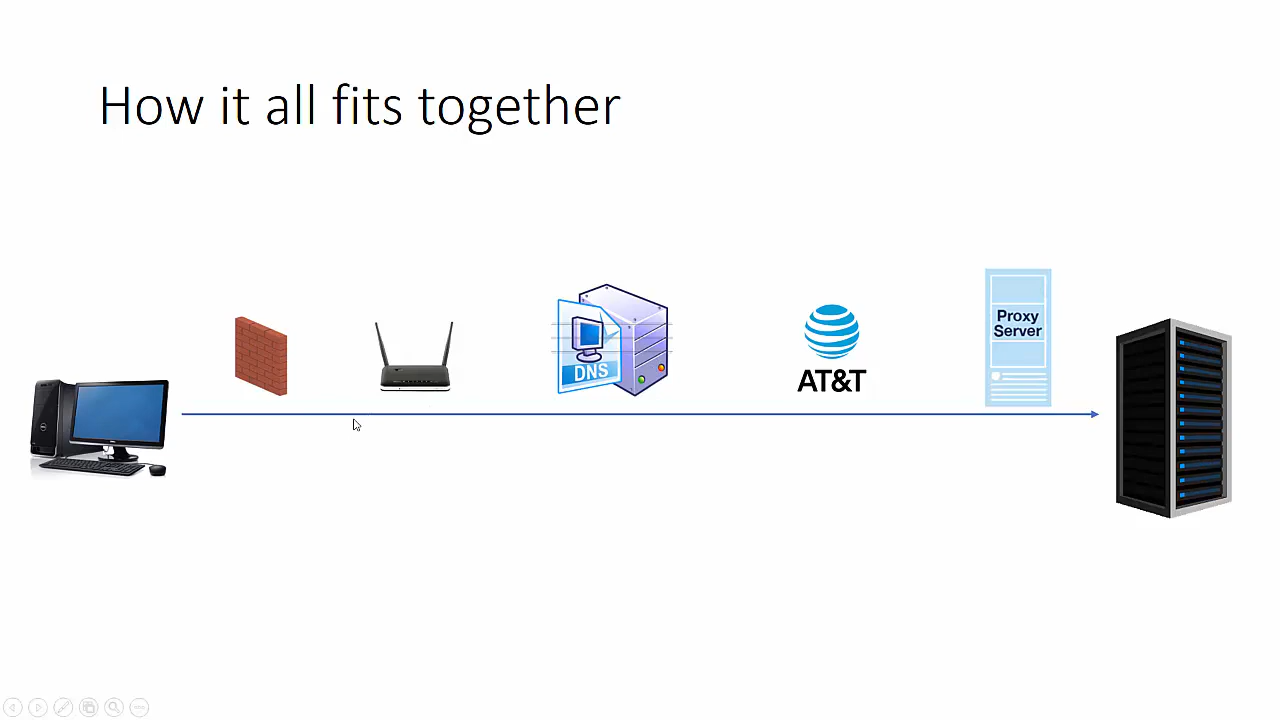 How it all fits together
Proxy
Server
DNS
AT&T